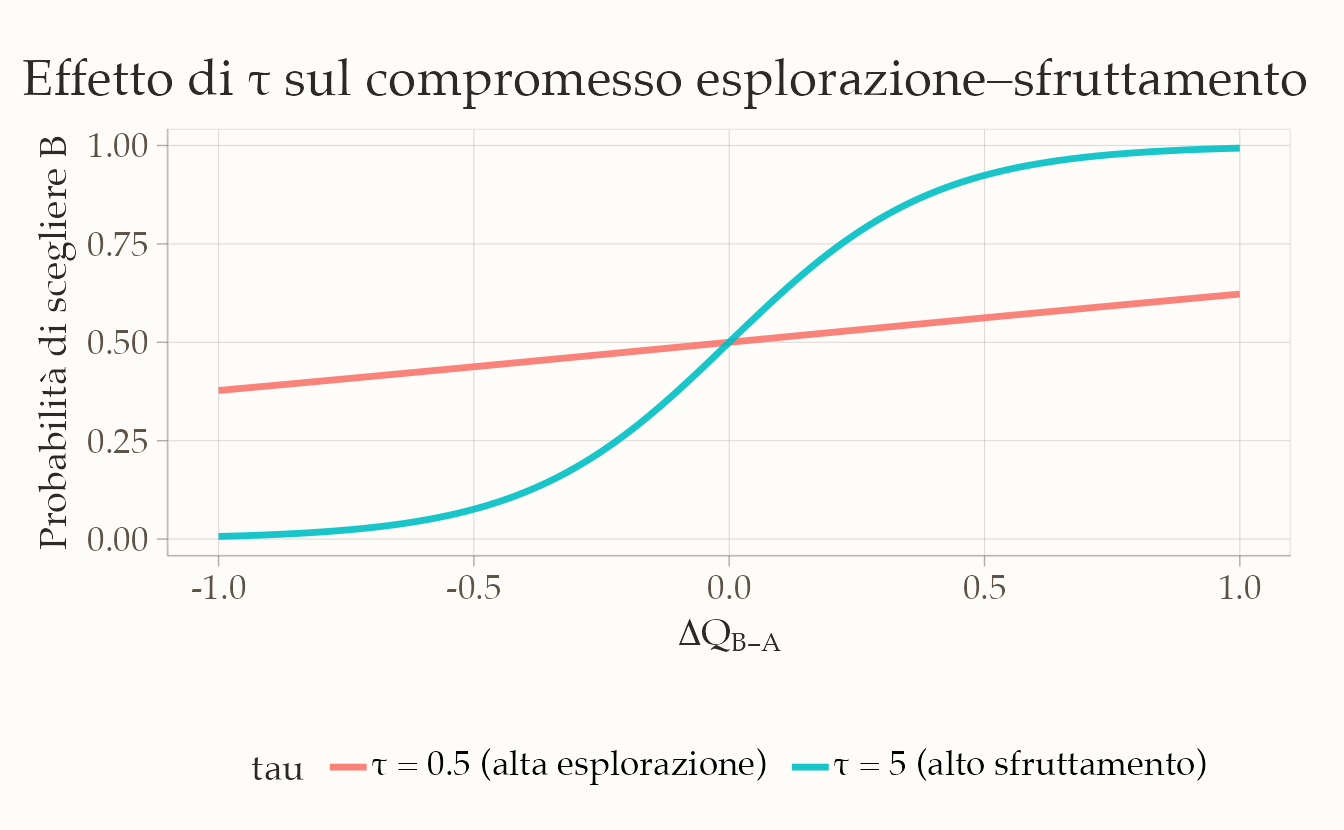 Effetto di τ sul compromesso esplorazione–sfruttamento
Probabilità di scegliere B
1.00
0.75
0.50
0.25
0.00
-1.0 -0.5 0.0 0.5 1.0
ΔQB−A
tau τ = 0.5 (alta esplorazione) τ = 5 (alto sfruttamento)